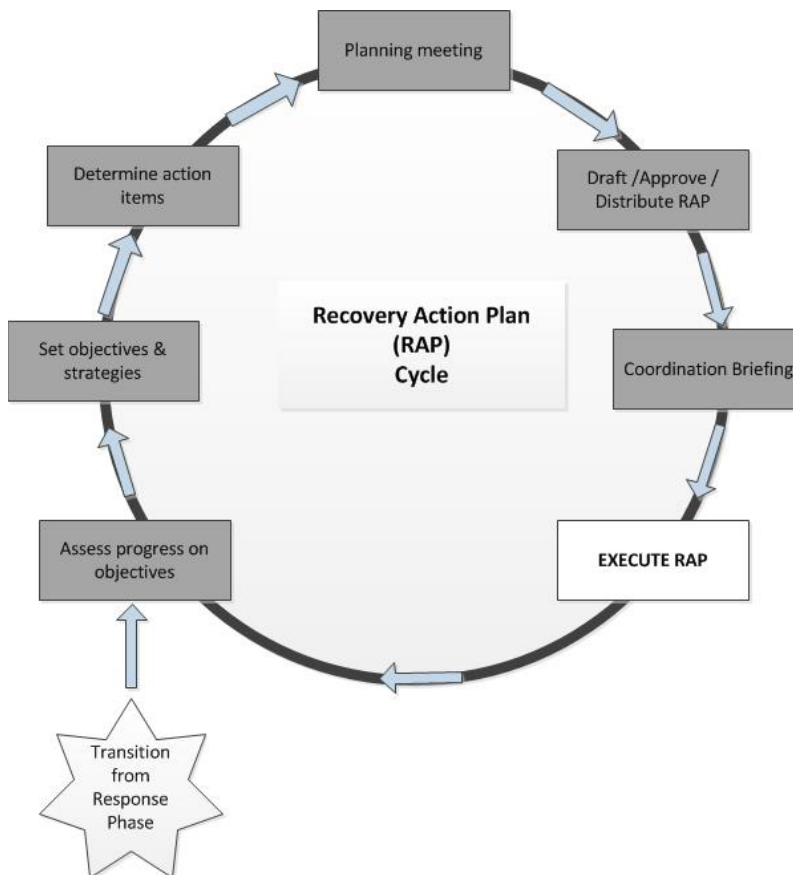 Planning meeting
Determine action
items
Draft /Approve /
Distribute RAP
Recovery Action Plan
(RAP)
Cycle
Set objectives &
strategies
Coordination Briefing
Assess progress on
objectives
EXECUTE RAP
Transition
from
Response
Phase